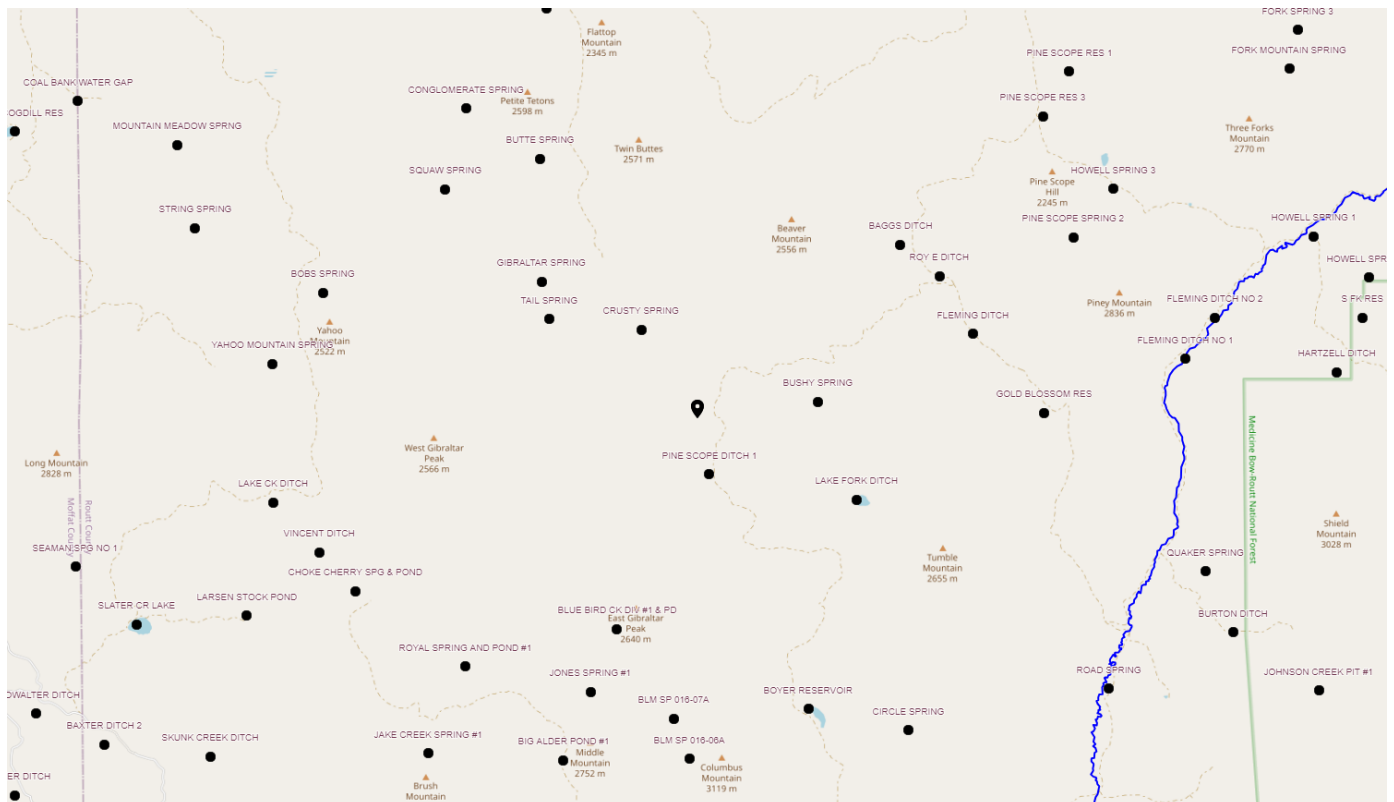 FORK SPRING 3
Flattop
Mountain
2345 m
PINE SCOPE RES 1
FORK MOUNTAIN SPRING
COAL BANK WATER GAP
CONGLOMERATE SPRING
Petite Tetons
2598 m
PINE SCOPE RES 3
OGDILL RES
MOUNTAIN MEADOW SPRNG
BUTTE SPRING
Twin Buttes
2571 m
Three Forks
Mountain
2770 m
SQUAW SPRING
HOWELL SPRING 3
Pine Scope
Hill
2245 m
STRING SPRING
BAGGS DITCH
PINE SCOPE SPRING 2
HOWELL SPRING 1
Beaver
Mountain
2556 m
BOBS SPRING
GIBRALTAR SPRING
ROY E DITCH
HOWELL SPR
TAIL SPRING
CRUSTY SPRING
Piney Mountain
2836 m
FLEMING DITCH NO 2
S FK RES
FLEMING DITCH
Yahoo
Mountain
2522 m
YAHOO MOUNTAIN SPRING
FLEMING DITCH NO 1
HARTZELL DITCH
BUSHY SPRING
GOLD BLOSSOM RES
Medicine Bow-Routt National Forest
West Gibraltar
Peak
2566 m
Long Mountain
2828 m
PINE SCOPE DITCH 1
LAKE CK DITCH
LAKE FORK DITCH
Routt County
Moffat County
Shield
Mountain
3028 m
VINCENT DITCH
SEAMAN SPG NO 1
Tumble
Mountain
2655 m
QUAKER SPRING
CHOKE CHERRY SPG & POND
SLATER CR LAKE
LARSEN STOCK POND
BLUE BIRD CK DIV #1 & PD
East Gibraltar
Peak
2640 m
BURTON DITCH
ROYAL SPRING AND POND #1
JONES SPRING #1
ROAD SPRING
JOHNSON CREEK PIT #1
OWALTER DITCH
BLM SP 016-07A
BOYER RESERVOIR
CIRCLE SPRING
BAXTER DITCH 2
SKUNK CREEK DITCH
JAKE CREEK SPRING #1
BIG ALDER POND #1
BLM SP 016-06A
Middle
Mountain
2752 m
Columbus
Mountain
3119 m
ER DITCH
Brush
Mountain